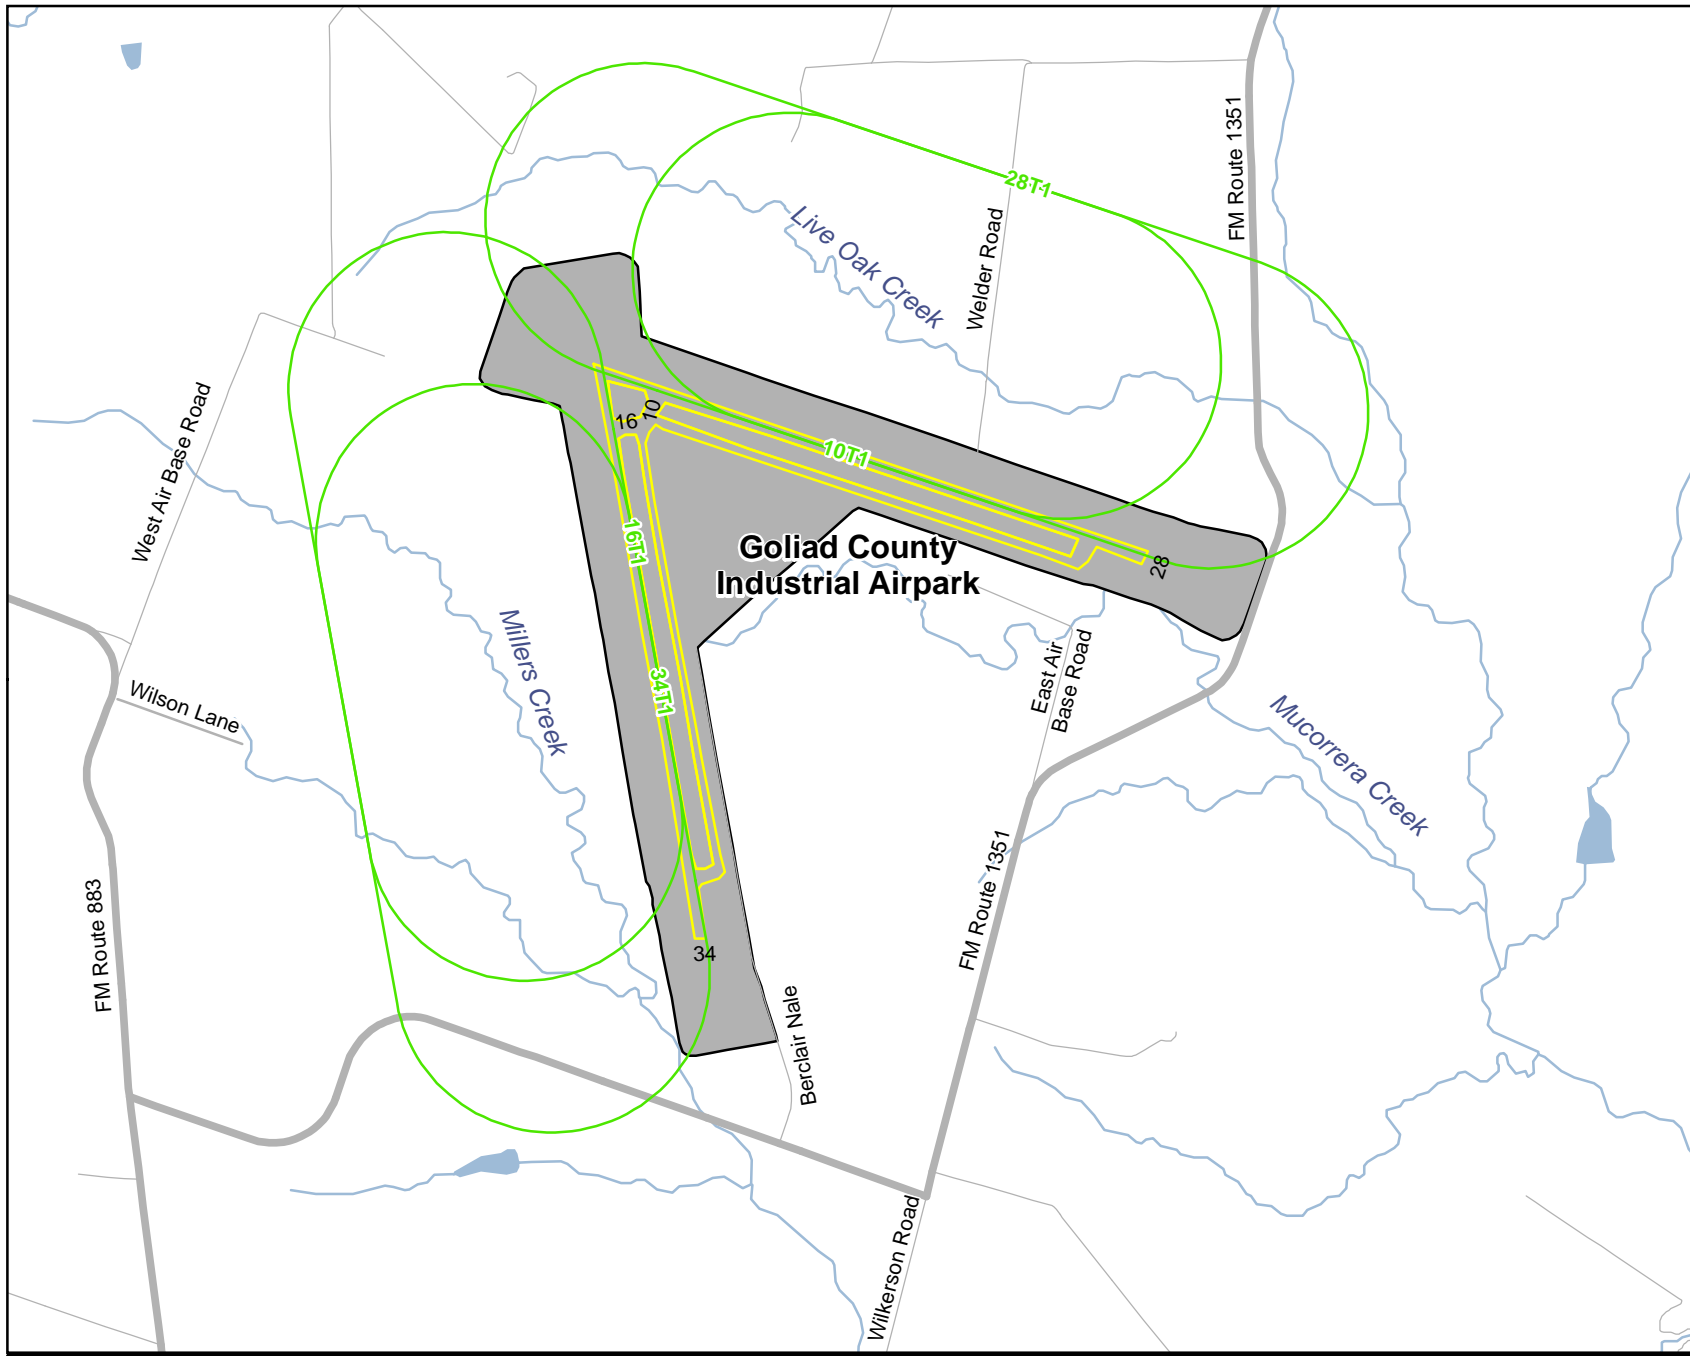 FM Route 1351
28T1
Live Oak Creek
Welder Road
West Air Base Road
16
10
10T1
16T1
Goliad County
Industrial Airpark
28
Millers Creek
34T1
East Air
Base Road
Wilson Lane
Mucorrera Creek
FM Route 883
FM Route 1351
34
Berclair Nale
Wilkerson Road